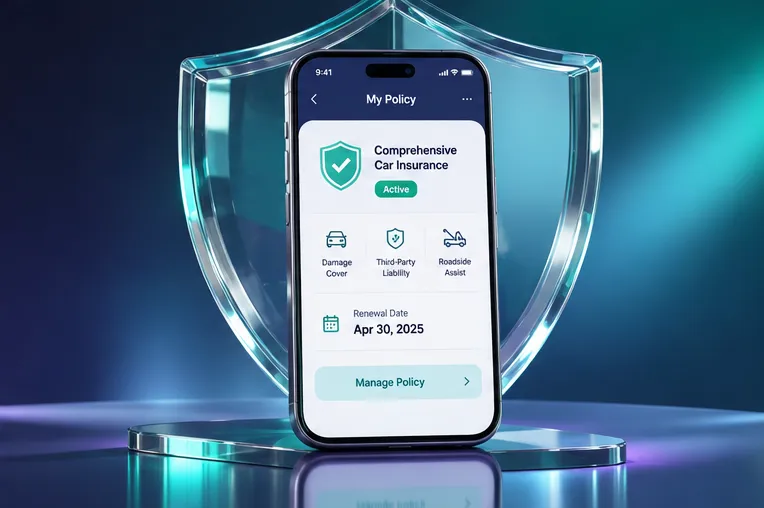 9:41
My Policy
Comprehensive
Car Insurance
Active
Damage
Cover
Third-Party
Liability
Roadside
Assist
Renewal Date
Apr 30, 2025
Manage Policy